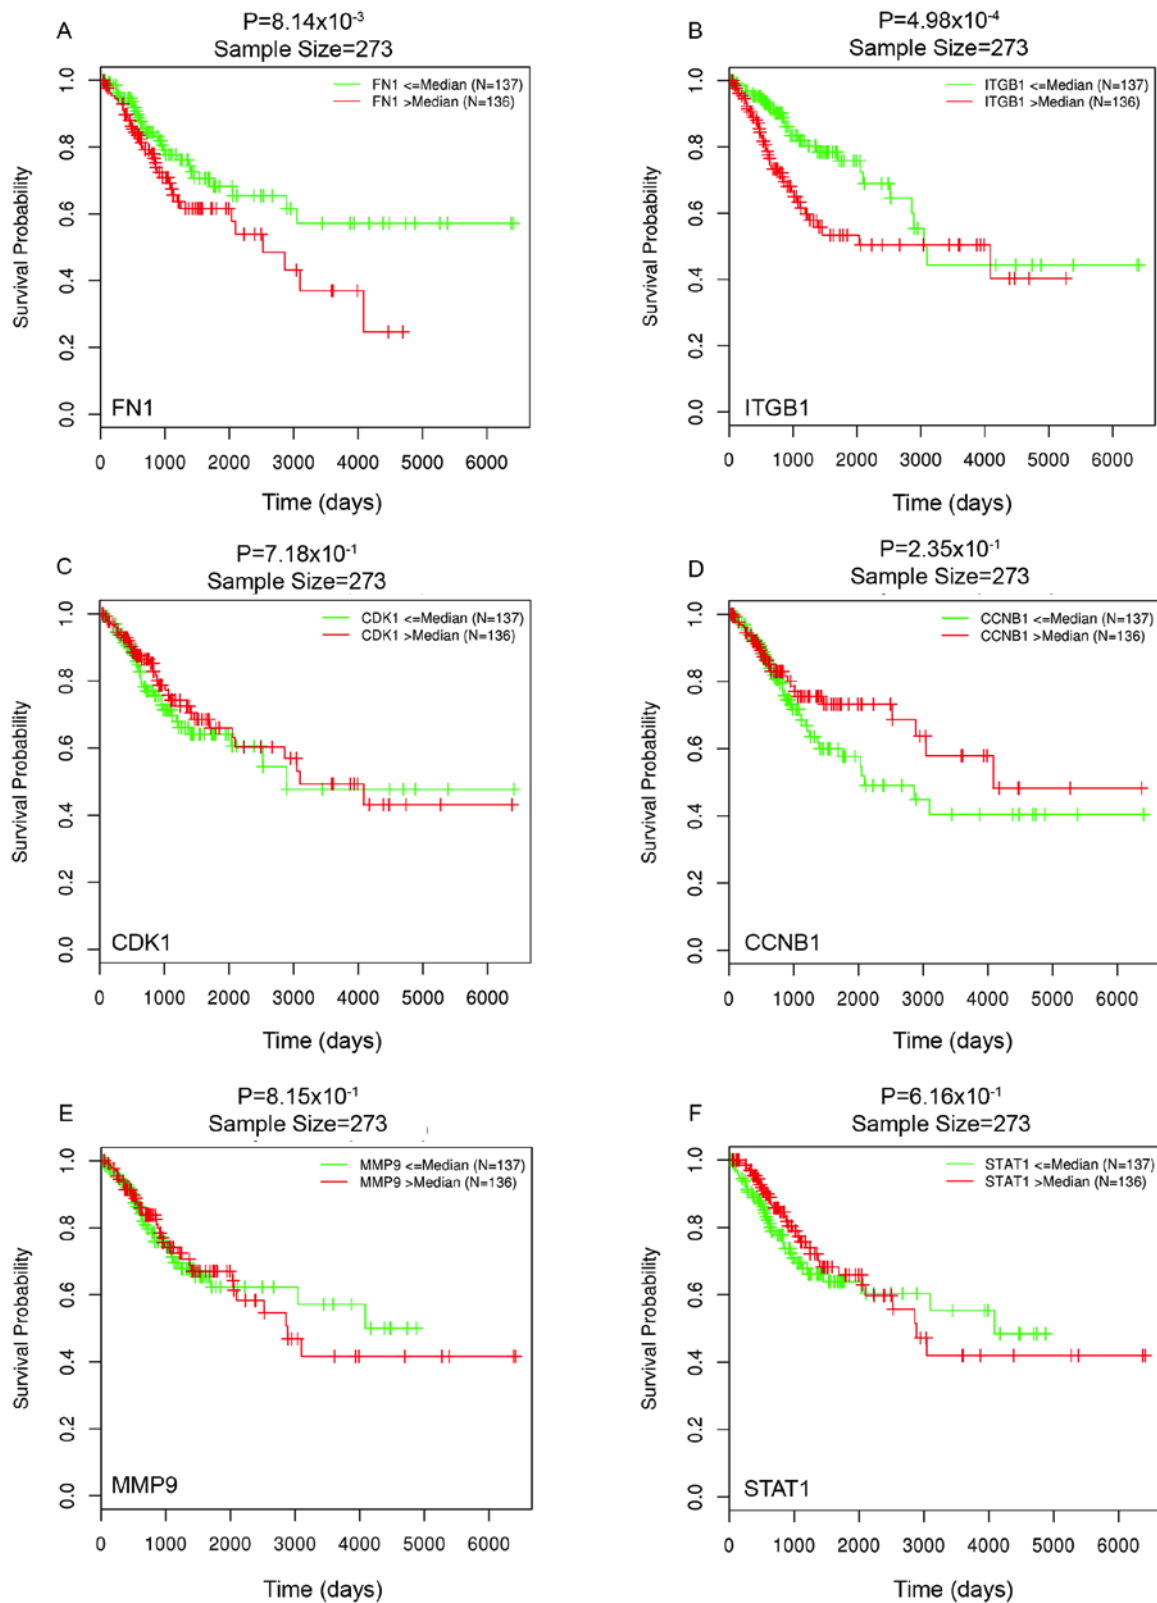 A
P=8.14x10⁻³
Sample Size=273
FN1 <=Median (N=137)
FN1 >Median (N=136)
Survival Probability
1.0
0.8
0.6
0.4
0.2
0.0
FN1
0 1000 2000 3000 4000 5000 6000
Time (days)
B
P=4.98x10⁻⁴
Sample Size=273
ITGB1 <=Median (N=137)
ITGB1 >Median (N=136)
Survival Probability
1.0
0.8
0.6
0.4
0.2
0.0
ITGB1
0 1000 2000 3000 4000 5000 6000
Time (days)
C
P=7.18x10⁻¹
Sample Size=273
CDK1 <=Median (N=137)
CDK1 >Median (N=136)
Survival Probability
1.0
0.8
0.6
0.4
0.2
0.0
CDK1
0 1000 2000 3000 4000 5000 6000
Time (days)
D
P=2.35x10⁻¹
Sample Size=273
CCNB1 <=Median (N=137)
CCNB1 >Median (N=136)
Survival Probability
1.0
0.8
0.6
0.4
0.2
0.0
CCNB1
0 1000 2000 3000 4000 5000 6000
Time (days)
E
P=8.15x10⁻¹
Sample Size=273
MMP9 <=Median (N=137)
MMP9 >Median (N=136)
Survival Probability
1.0
0.8
0.6
0.4
0.2
0.0
MMP9
0 1000 2000 3000 4000 5000 6000
Time (days)
F
P=6.16x10⁻¹
Sample Size=273
STAT1 <=Median (N=137)
STAT1 >Median (N=136)
Survival Probability
1.0
0.8
0.6
0.4
0.2
0.0
STAT1
0 1000 2000 3000 4000 5000 6000
Time (days)